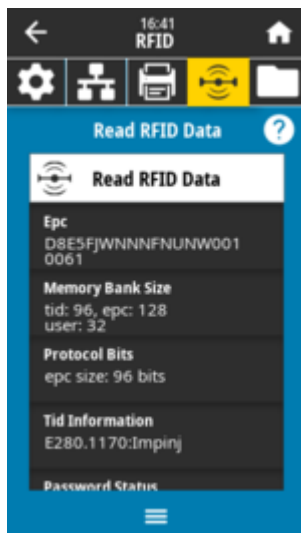 16:41
RFID
Read RFID Data
?
Read RFID Data
Epc
D8E5FJWNNNFNUNW001
0061
Memory Bank Size
tid: 96, epc: 128
user: 32
Protocol Bits
epc size: 96 bits
Tid Information
E280.1170:Impinj
Password Status